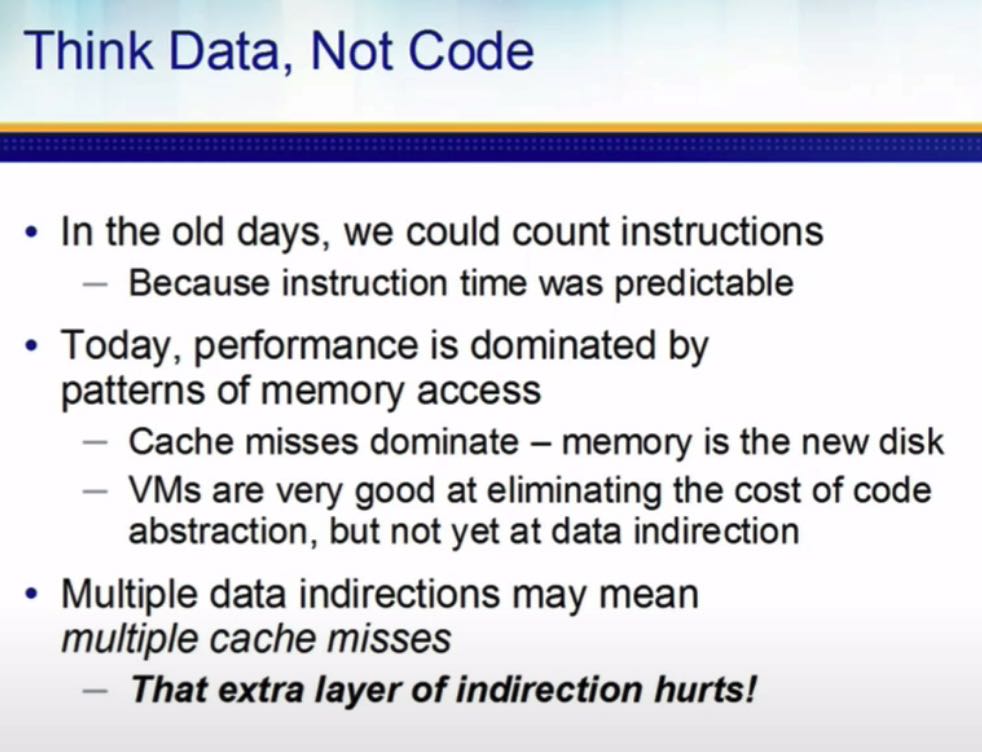 Think Data, Not Code
• In the old days, we could count instructions
– Because instruction time was predictable
• Today, performance is dominated by
patterns of memory access
– Cache misses dominate – memory is the new disk
– VMs are very good at eliminating the cost of code
abstraction, but not yet at data indirection
• Multiple data indirections may mean
multiple cache misses
– That extra layer of indirection hurts!